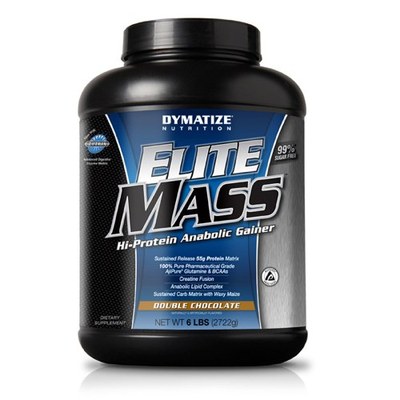 DYMATIZE
NUTRITION
ELITE
MASS
Hi-Protein Anabolic Gainer
99%
SUGAR FREE
Sustained Release 55g Protein Matrix
100% Pure Pharmaceutical Grade
AjiPure® Glutamine & BCAAs
Creatine Fusion
Anabolic Lipid Complex
Sustained Carb Matrix with Waxy Maize
DOUBLE CHOCOLATE
DIETARY
SUPPLEMENT
NET WT 6 LBS (2722g)